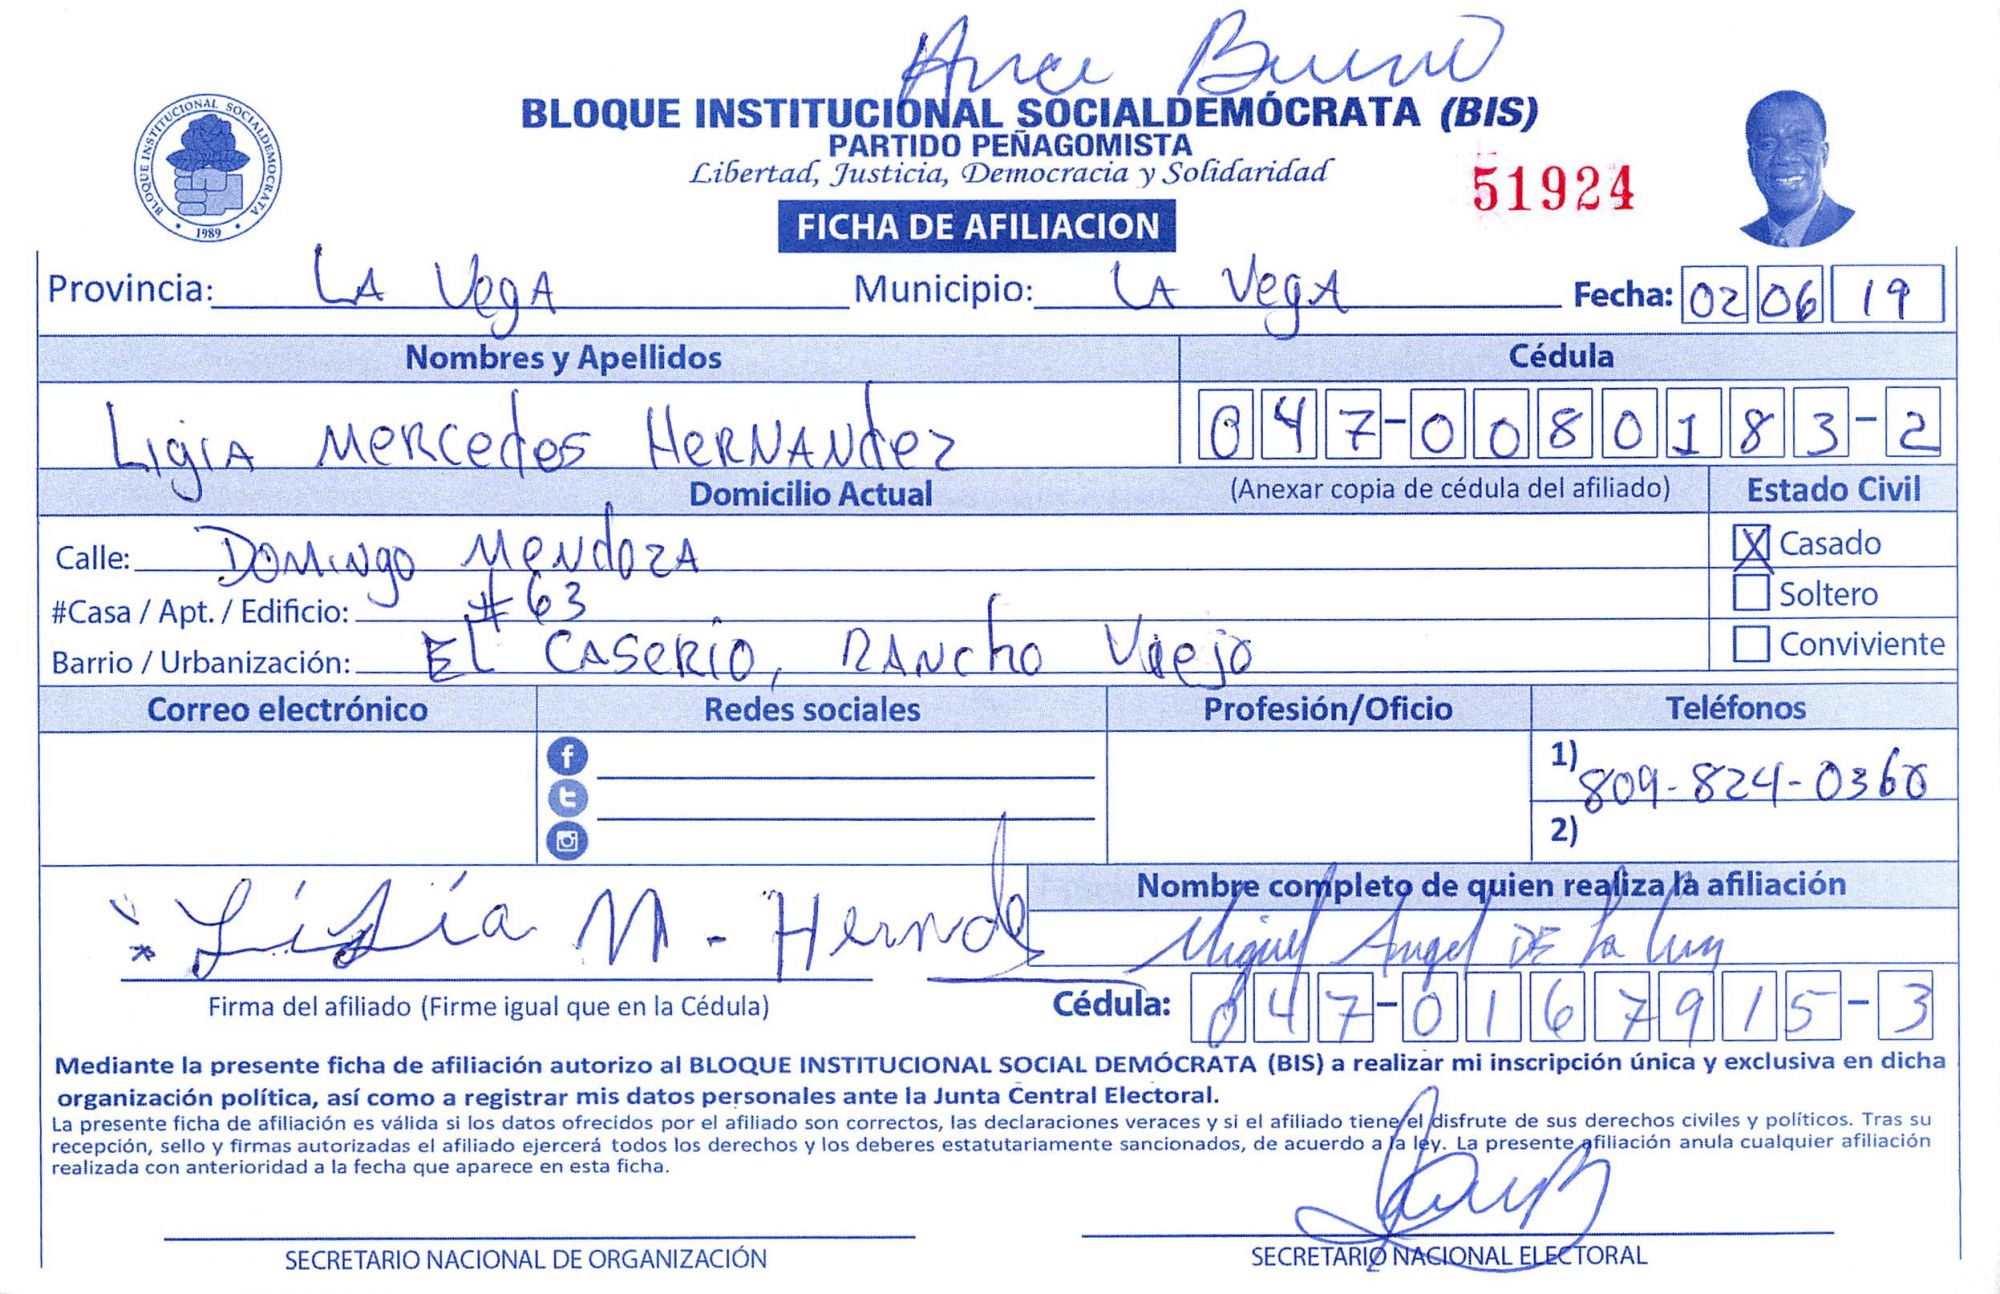 Bueno
BLOQUE INSTITUCIONAL SOCIALDEMOCRATA
1989
BLOQUE INSTITUCIONAL SOCIALDEMÓCRATA (BIS)
PARTIDO PEÑAGOMISTA
Libertad, Justicia, Democracia y Solidaridad
51924
FICHA DE AFILIACION
Provincia: LA VegA Municipio: LA VegA Fecha: 02 06 19
Nombres y Apellidos Cédula
LigiA MeRCedes HeRNANdez 047-0080183-2
Domicilio Actual (Anexar copia de cédula del afiliado) Estado Civil
Calle: DOMiNgO MeNdOZA X Casado
#Casa / Apt. / Edificio: #63 Soltero
Barrio / Urbanización: EL CASeRiO, RANchO Viejo Conviviente
Correo electrónico Redes sociales Profesión/Oficio Teléfonos
1) 809-824-0360
2)
Nombre completo de quien realiza la afiliación
Ligia M - Hernde Miguel Angel DE La Luz
Firma del afiliado (Firme igual que en la Cédula) Cédula: 047-0167915-3
Mediante la presente ficha de afiliación autorizo al BLOQUE INSTITUCIONAL SOCIAL DEMÓCRATA (BIS) a realizar mi inscripción única y exclusiva en dicha
organización política, así como a registrar mis datos personales ante la Junta Central Electoral.
La presente ficha de afiliación es válida si los datos ofrecidos por el afiliado son correctos, las declaraciones veraces y si el afiliado tiene el disfrute de sus derechos civiles y políticos. Tras su
recepción, sello y firmas autorizadas el afiliado ejercerá todos los derechos y los deberes estatutariamente sancionados, de acuerdo a la ley. La presente afiliación anula cualquier afiliación
realizada con anterioridad a la fecha que aparece en esta ficha.
SECRETARIO NACIONAL DE ORGANIZACIÓN SECRETARIO NACIONAL ELECTORAL